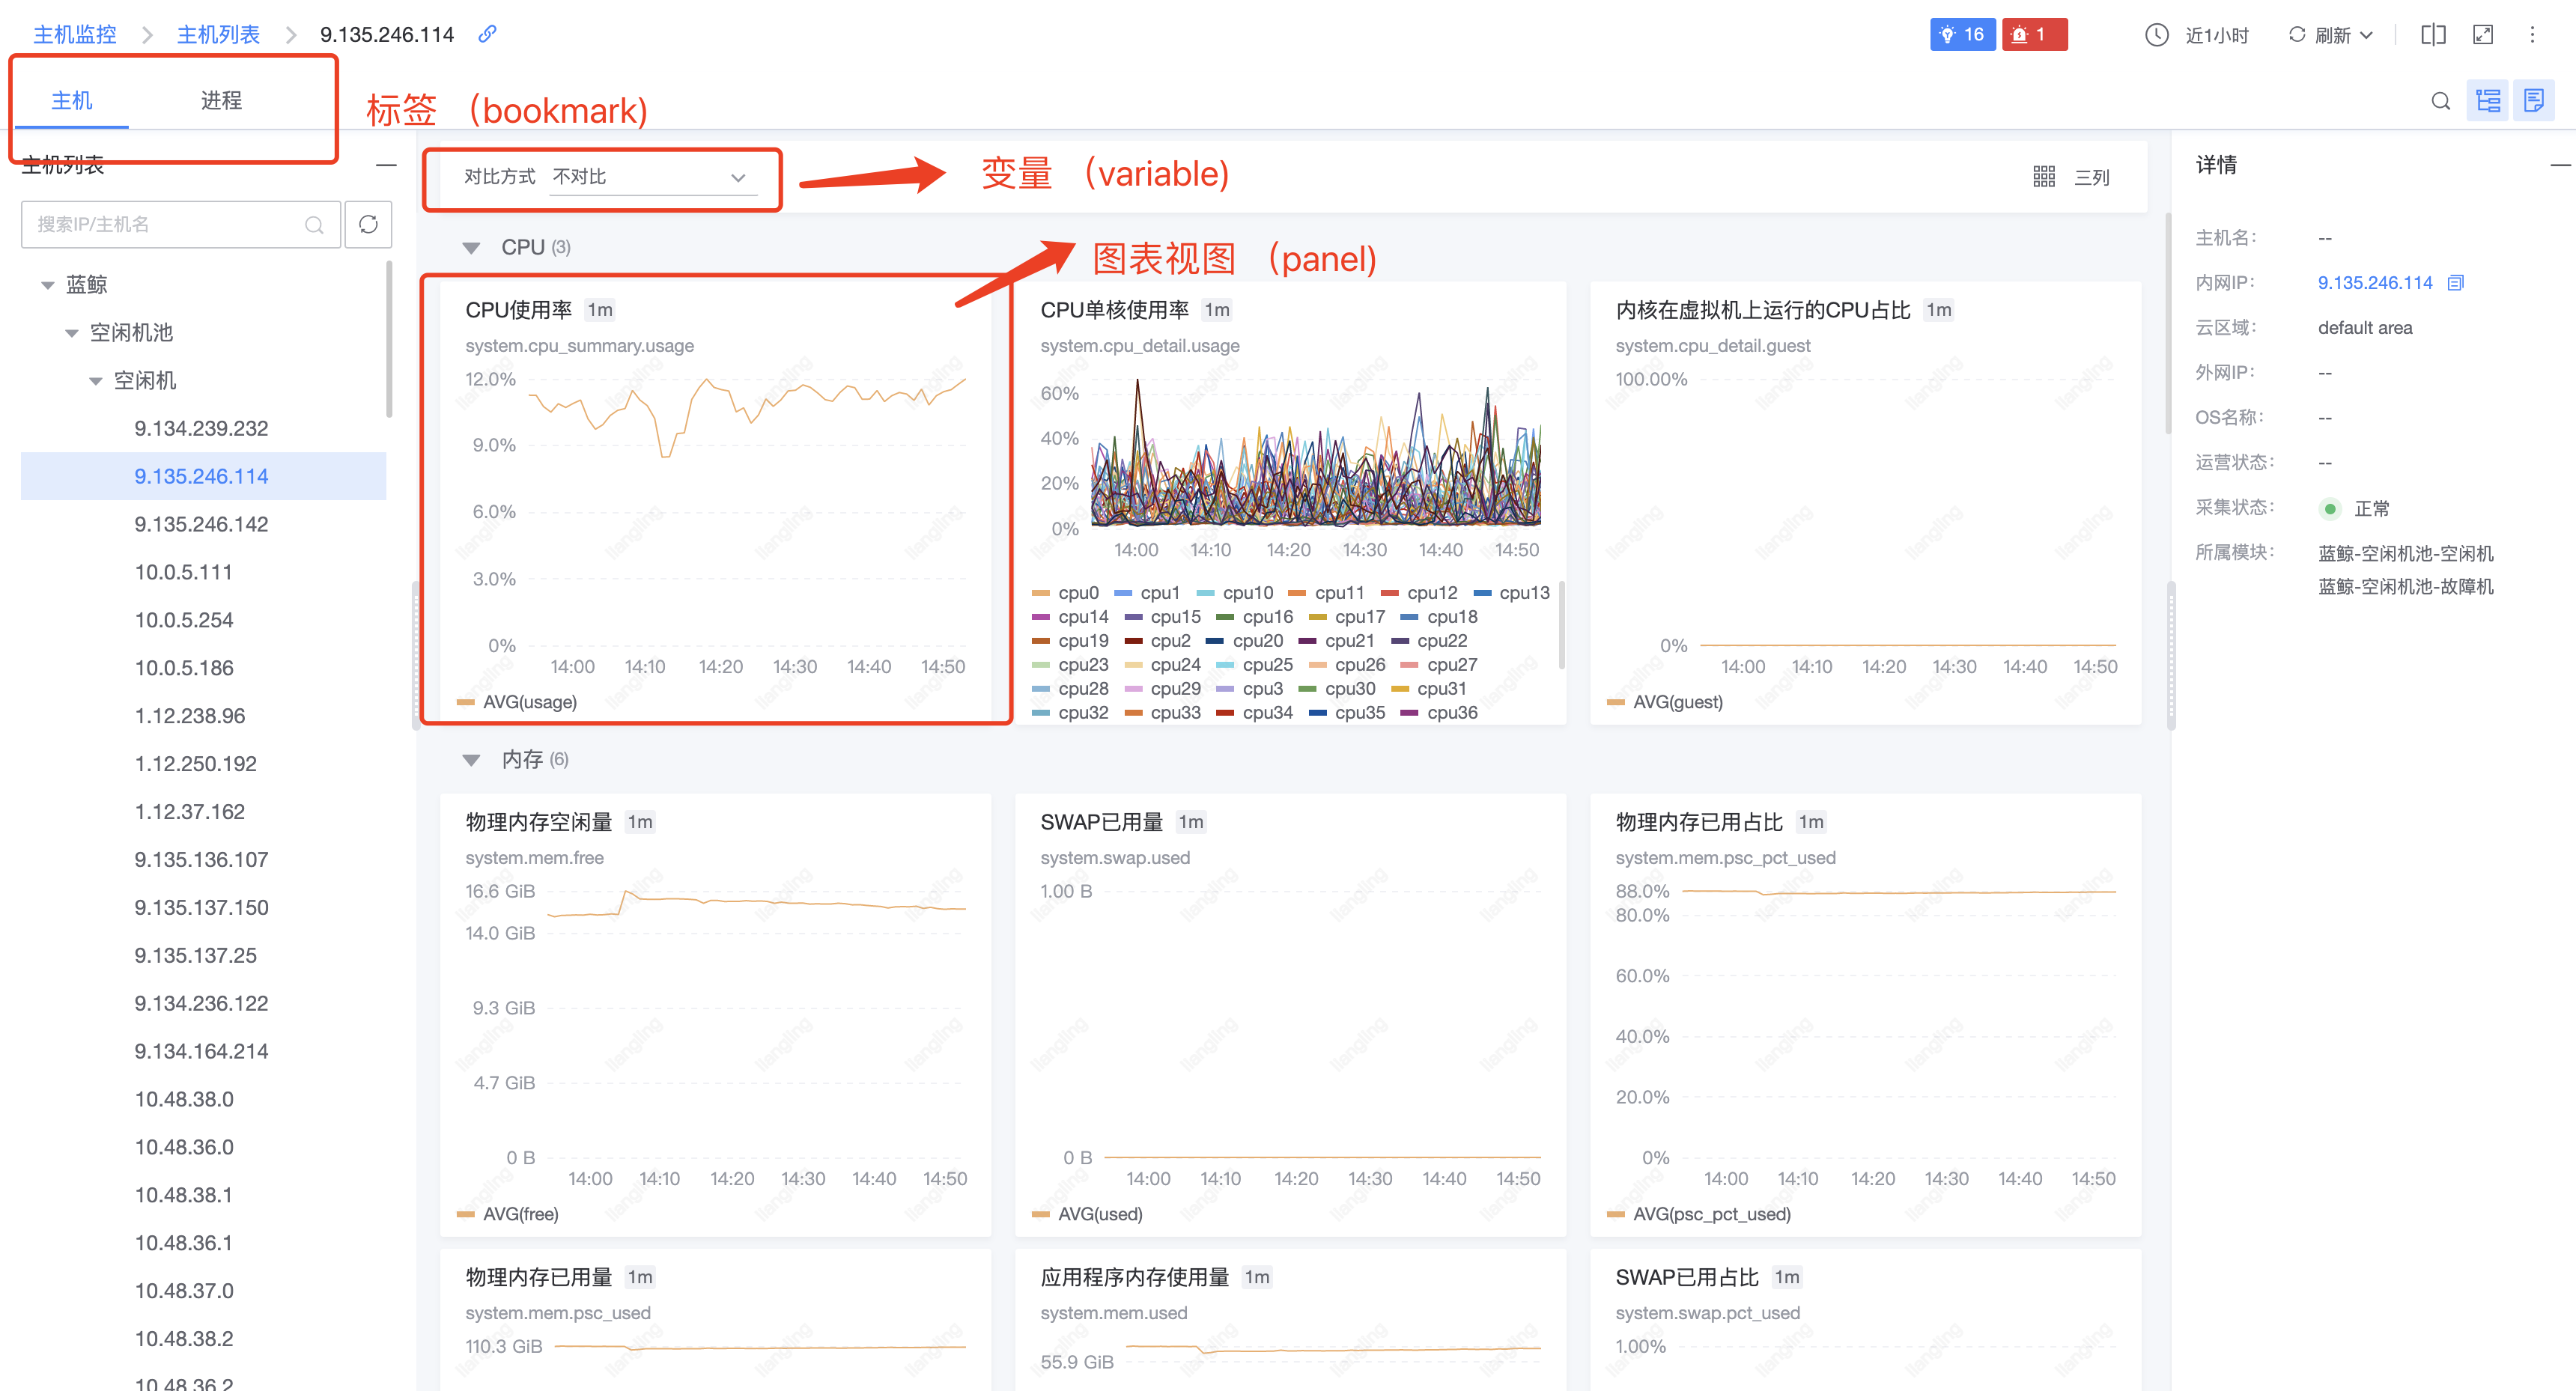 主机监控 主机列表 9.135.246.114
16 1 近1小时 刷新
主机 进程
标签 （bookmark)
主机列表
搜索IP/主机名
蓝鲸
空闲机池
空闲机
9.134.239.232
9.135.246.114
9.135.246.142
10.0.5.111
10.0.5.254
10.0.5.186
1.12.238.96
1.12.250.192
1.12.37.162
9.135.136.107
9.135.137.150
9.135.137.25
9.134.236.122
9.134.164.214
10.48.38.0
10.48.36.0
10.48.38.1
10.48.36.1
10.48.37.0
10.48.38.2
10.48.36.2
对比方式 不对比
变量 （variable)
三列
CPU (3)
图表视图 （panel)
CPU使用率 1m
system.cpu_summary.usage
12.0%
9.0%
6.0%
3.0%
0%
14:00 14:10 14:20 14:30 14:40 14:50
AVG(usage)
CPU单核使用率 1m
system.cpu_detail.usage
60%
40%
20%
0%
14:00 14:10 14:20 14:30 14:40 14:50
cpu0 cpu1 cpu10 cpu11 cpu12 cpu13
cpu14 cpu15 cpu16 cpu17 cpu18
cpu19 cpu2 cpu20 cpu21 cpu22
cpu23 cpu24 cpu25 cpu26 cpu27
cpu28 cpu29 cpu3 cpu30 cpu31
cpu32 cpu33 cpu34 cpu35 cpu36
内核在虚拟机上运行的CPU占比 1m
system.cpu_detail.guest
100.00%
0%
14:00 14:10 14:20 14:30 14:40 14:50
AVG(guest)
内存 (6)
物理内存空闲量 1m
system.mem.free
16.6 GiB
14.0 GiB
9.3 GiB
4.7 GiB
0 B
14:00 14:10 14:20 14:30 14:40 14:50
AVG(free)
SWAP已用量 1m
system.swap.used
1.00 B
0 B
14:00 14:10 14:20 14:30 14:40 14:50
AVG(used)
物理内存已用占比 1m
system.mem.psc_pct_used
88.0%
80.0%
60.0%
40.0%
20.0%
0%
14:00 14:10 14:20 14:30 14:40 14:50
AVG(psc_pct_used)
物理内存已用量 1m
system.mem.psc_used
110.3 GiB
应用程序内存使用量 1m
system.mem.used
55.9 GiB
SWAP已用占比 1m
system.swap.pct_used
1.00%
liangling
详情
主机名： --
内网IP： 9.135.246.114
云区域： default area
外网IP： --
OS名称： --
运营状态： --
采集状态： 正常
所属模块： 蓝鲸-空闲机池-空闲机
蓝鲸-空闲机池-故障机